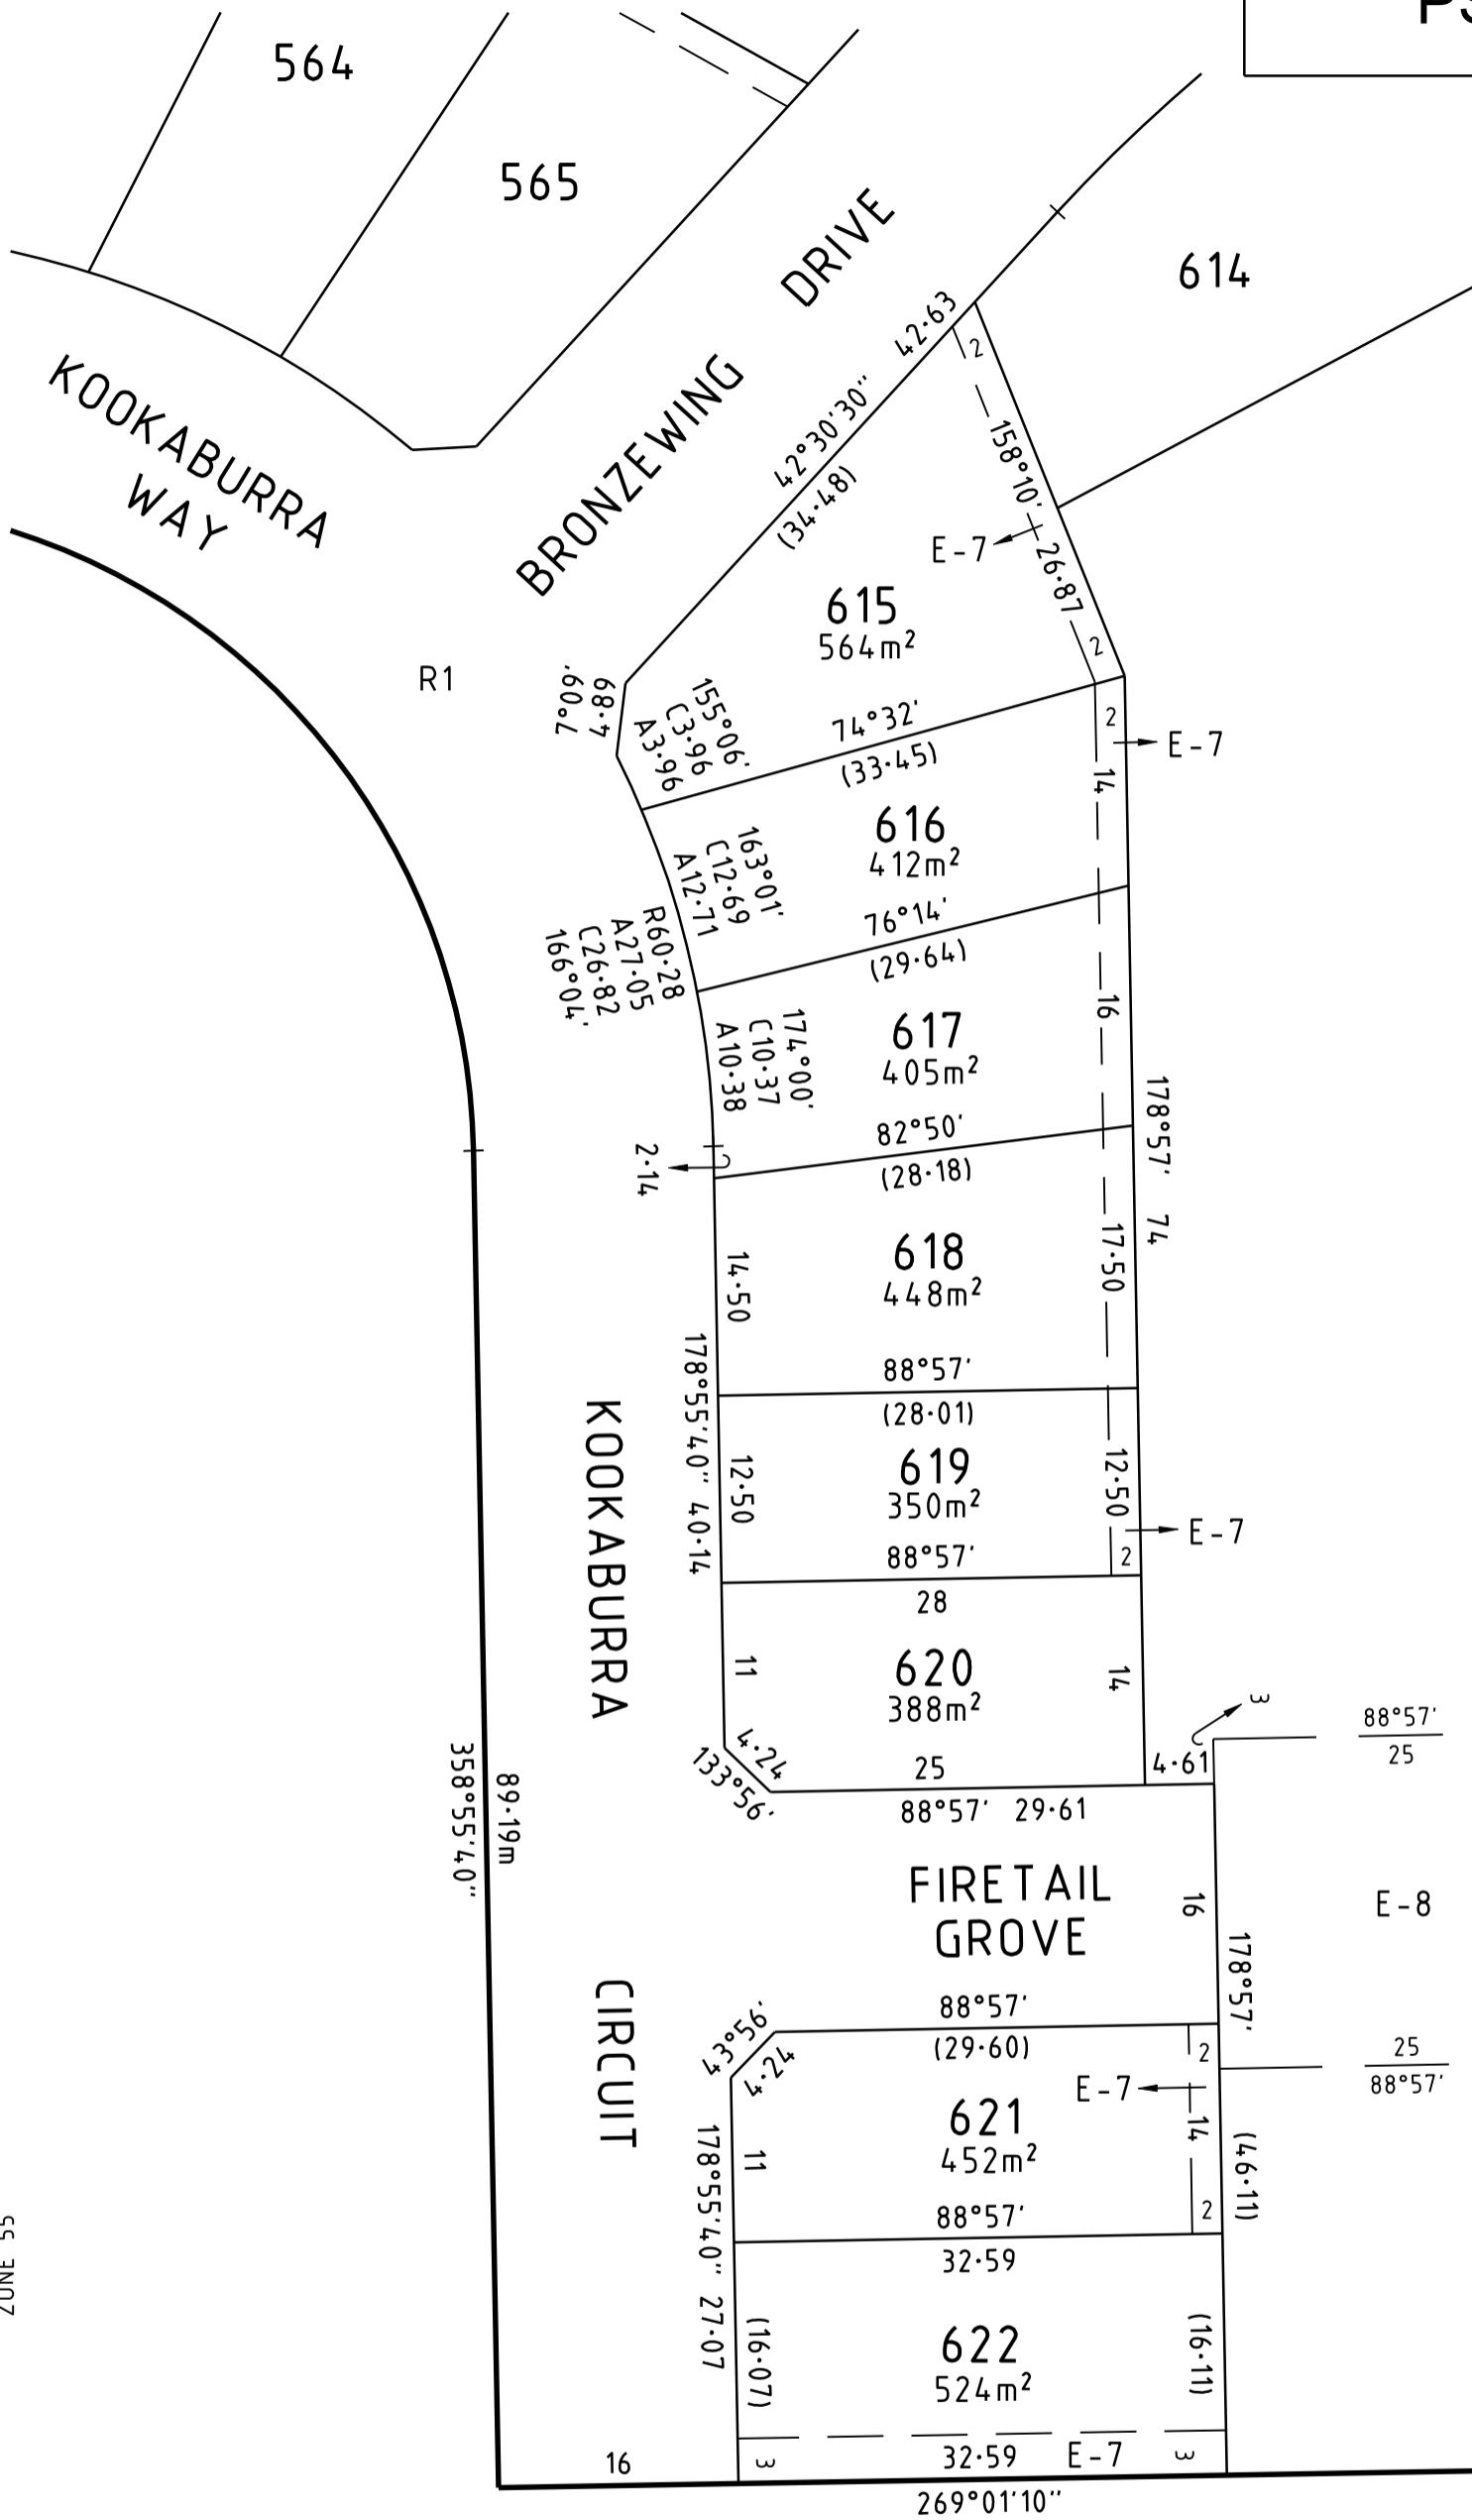 564
565
614
KOOKABURRA
WAY
BRONZEWING
DRIVE
42·63
42°30'30"
(34·48)
2
158°10'
26·87
E-7
2
615
564m²
R1
7°09'
4·89
155°06'
C3·96
A3·96
74°32'
(33·45)
2
E-7
14
616
412m²
163°01'
C12·69
A12·71
76°14'
(29·64)
R60·28
A27·05
C26·82
166°04'
16
617
405m²
174°00'
C10·37
A10·38
82°50'
(28·18)
2·14
178°57' 74
618
448m²
14·50
17·50
88°57'
(28·01)
178°55'40" 40·14
619
350m²
12·50
12·50
E-7
88°57'
2
28
KOOKABURRA
620
388m²
11
14
3
4·24
133°56'
25
4·61
88°57'
25
88°57' 29·61
89·19m
358°55'40"
FIRETAIL
GROVE
16
E-8
178°57'
CIRCUIT
88°57'
43°56'
4·24
(29·60)
2
25
88°57'
E-7
621
452m²
11
14
(46·11)
88°57'
2
32·59
178°55'40" 27·07
622
524m²
(16·07)
(16·11)
ZONE 55
16
3
32·59
E-7
3
269°01'10"